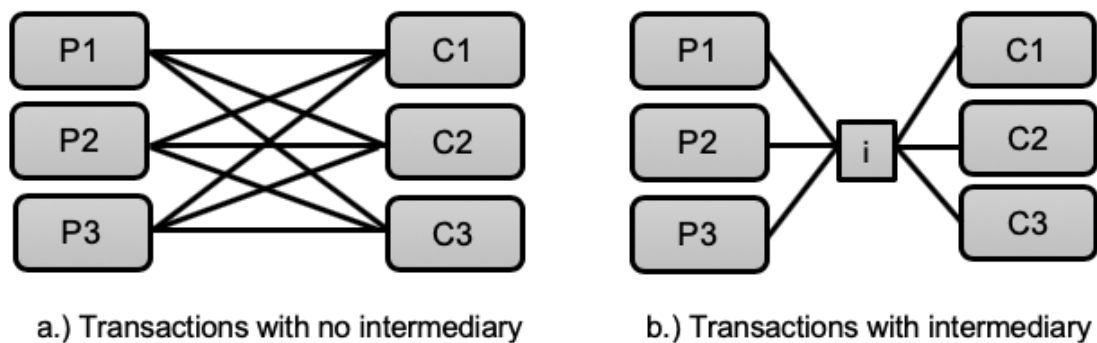 P1
C1
P2
C2
P3
C3
a.) Transactions with no intermediary
P1
C1
P2
i
C2
P3
C3
b.) Transactions with intermediary